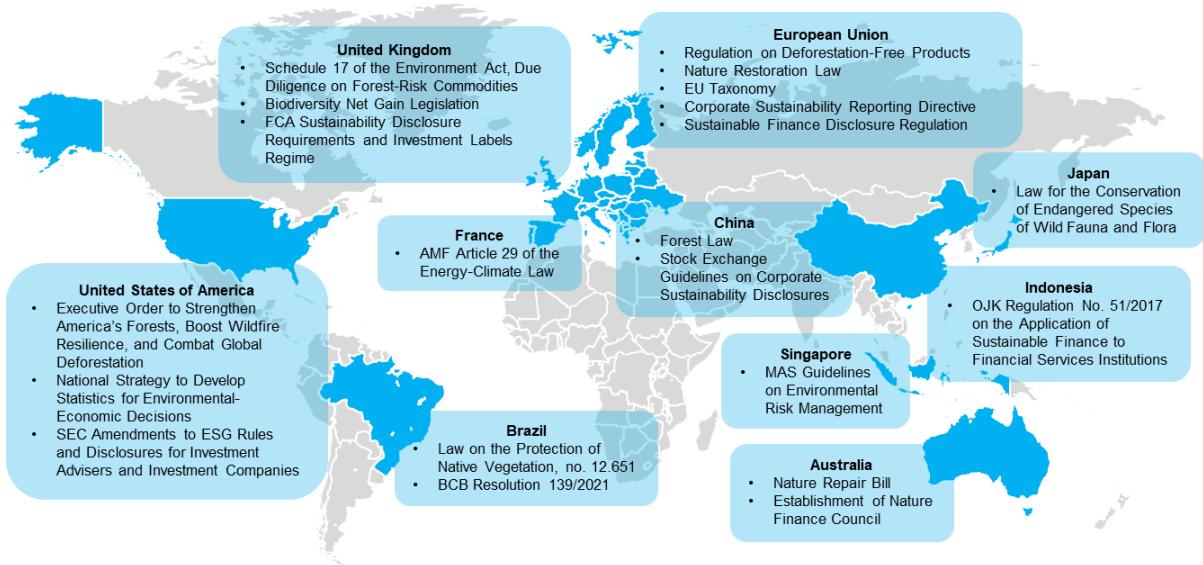 United Kingdom
• Schedule 17 of the Environment Act, Due
Diligence on Forest-Risk Commodities
• Biodiversity Net Gain Legislation
• FCA Sustainability Disclosure
Requirements and Investment Labels
Regime
European Union
• Regulation on Deforestation-Free Products
• Nature Restoration Law
• EU Taxonomy
• Corporate Sustainability Reporting Directive
• Sustainable Finance Disclosure Regulation
Japan
• Law for the Conservation
of Endangered Species
of Wild Fauna and Flora
France
• AMF Article 29 of the
Energy-Climate Law
China
• Forest Law
• Stock Exchange
Guidelines on Corporate
Sustainability Disclosures
United States of America
• Executive Order to Strengthen
America's Forests, Boost Wildfire
Resilience, and Combat Global
Deforestation
• National Strategy to Develop
Statistics for Environmental-
Economic Decisions
• SEC Amendments to ESG Rules
and Disclosures for Investment
Advisers and Investment Companies
Indonesia
• OJK Regulation No. 51/2017
on the Application of
Sustainable Finance to
Financial Services Institutions
Singapore
• MAS Guidelines
on Environmental
Risk Management
Brazil
• Law on the Protection of
Native Vegetation, no. 12.651
• BCB Resolution 139/2021
Australia
• Nature Repair Bill
• Establishment of Nature
Finance Council